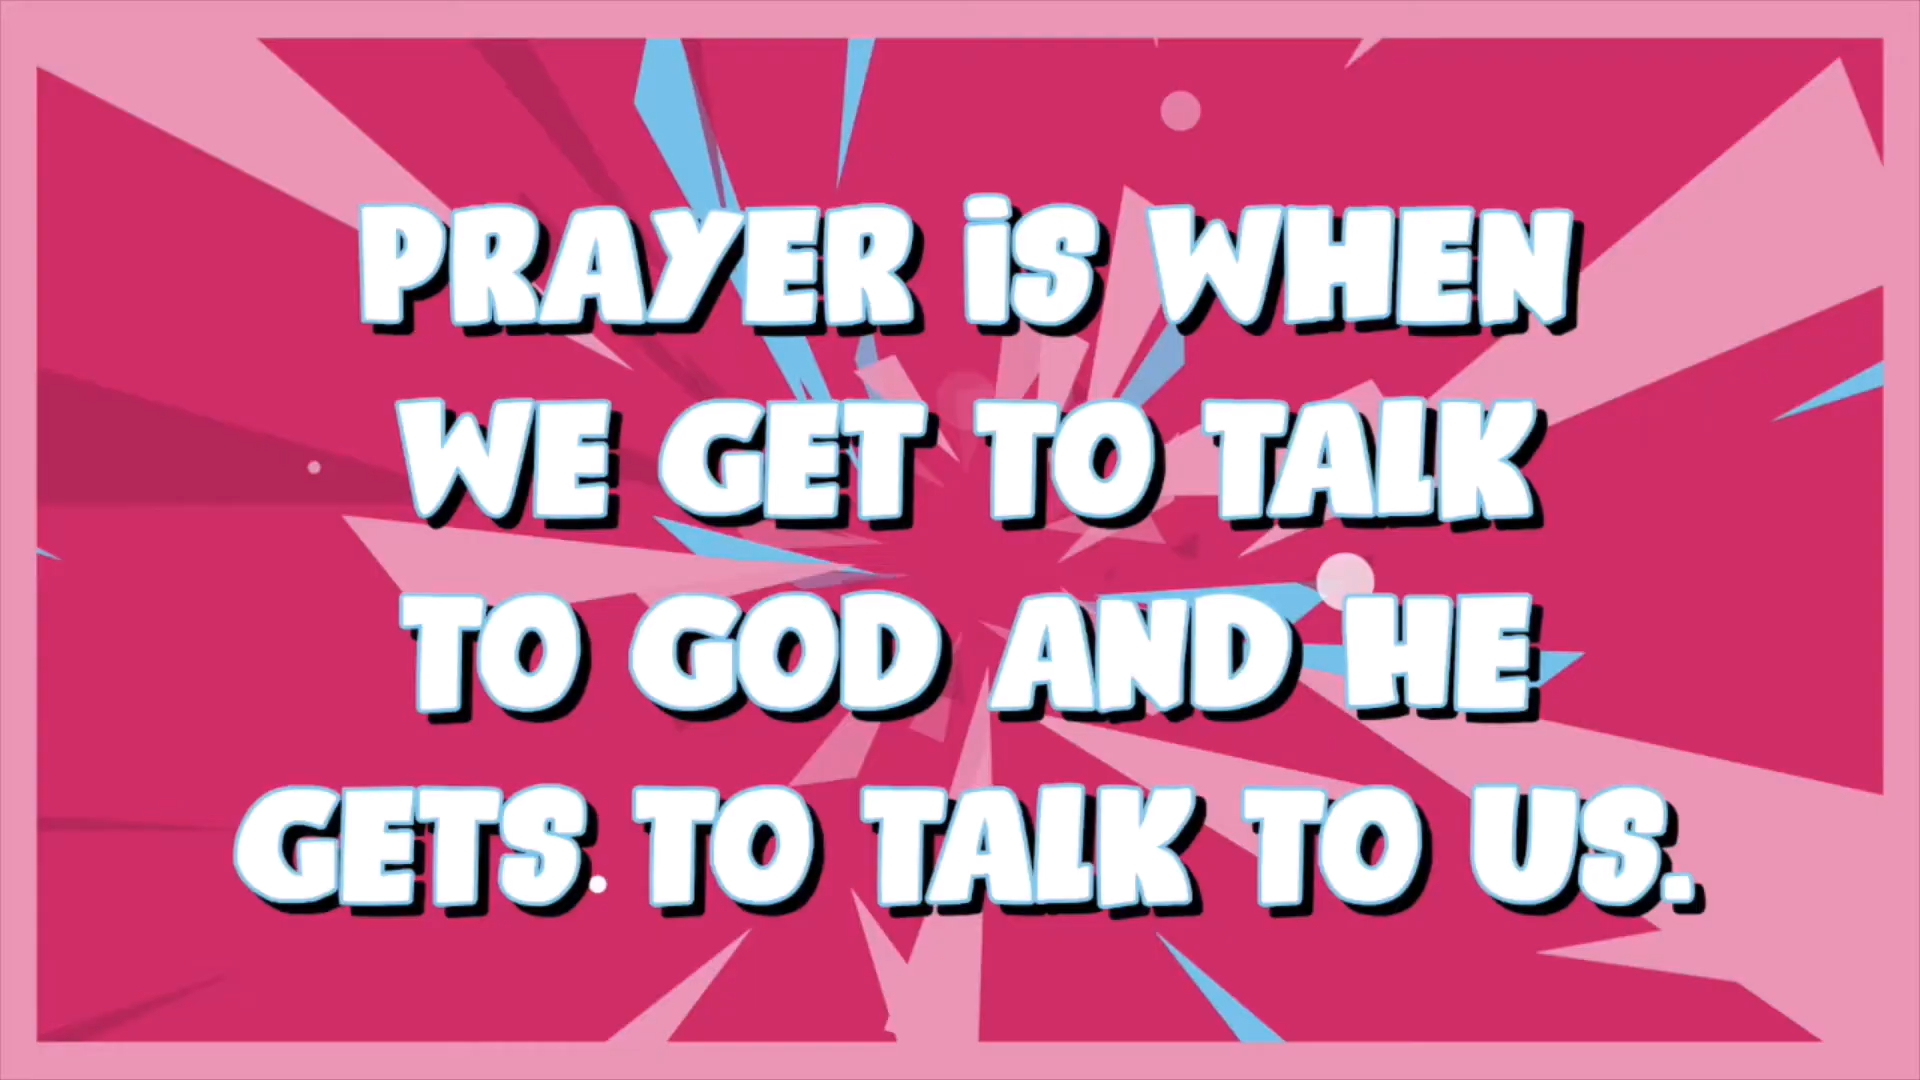 PRAYER iS WHEN
WE GET TO TALK
TO GOD AND HE
GETS TO TALK TO US.